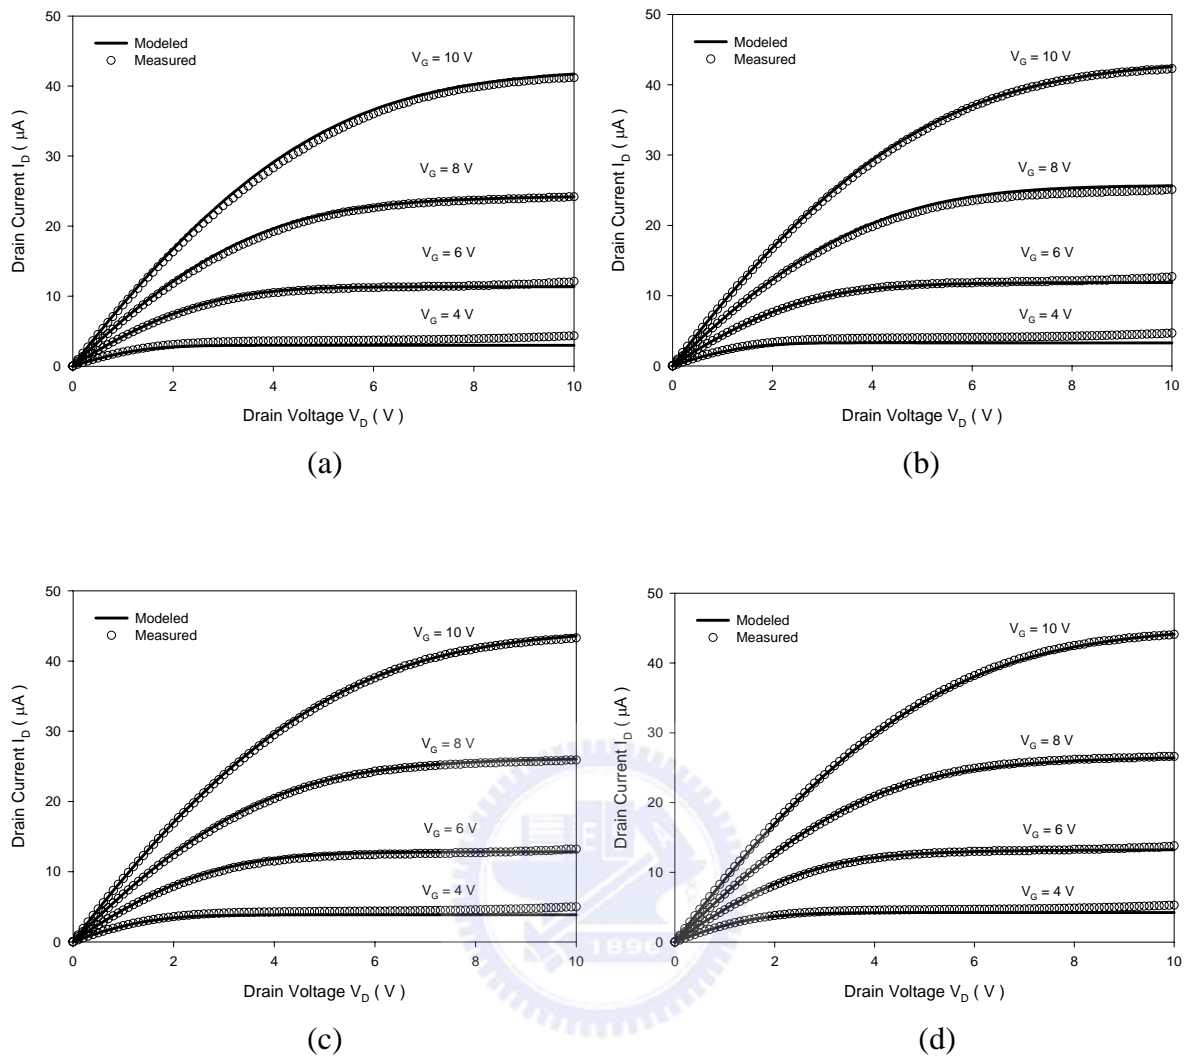 50
40
30
20
10
0
Modeled
Measured
V_G = 10 V
V_G = 8 V
V_G = 6 V
V_G = 4 V
0 2 4 6 8 10
Drain Current I_D ( μA )
Drain Voltage V_D ( V )
(a)
50
40
30
20
10
0
Modeled
Measured
V_G = 10 V
V_G = 8 V
V_G = 6 V
V_G = 4 V
0 2 4 6 8 10
Drain Current I_D ( μA )
Drain Voltage V_D ( V )
(b)
50
40
30
20
10
0
Modeled
Measured
V_G = 10 V
V_G = 8 V
V_G = 6 V
V_G = 4 V
0 2 4 6 8 10
Drain Current I_D ( μA )
Drain Voltage V_D ( V )
(c)
50
40
30
20
10
0
Modeled
Measured
V_G = 10 V
V_G = 8 V
V_G = 6 V
V_G = 4 V
0 2 4 6 8 10
Drain Current I_D ( μA )
Drain Voltage V_D ( V )
(d)
1896